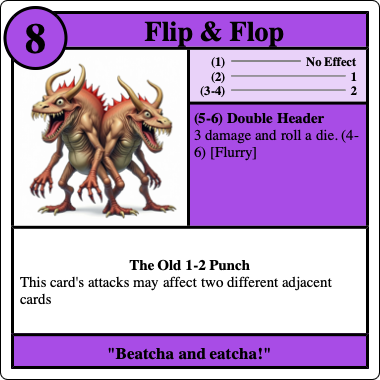 8
Flip & Flop
(1) No Effect
(2) 1
(3-4) 2
(5-6) Double Header
3 damage and roll a die. (4-
6) [Flurry]
The Old 1-2 Punch
This card's attacks may affect two different adjacent
cards
"Beatcha and eatcha!"